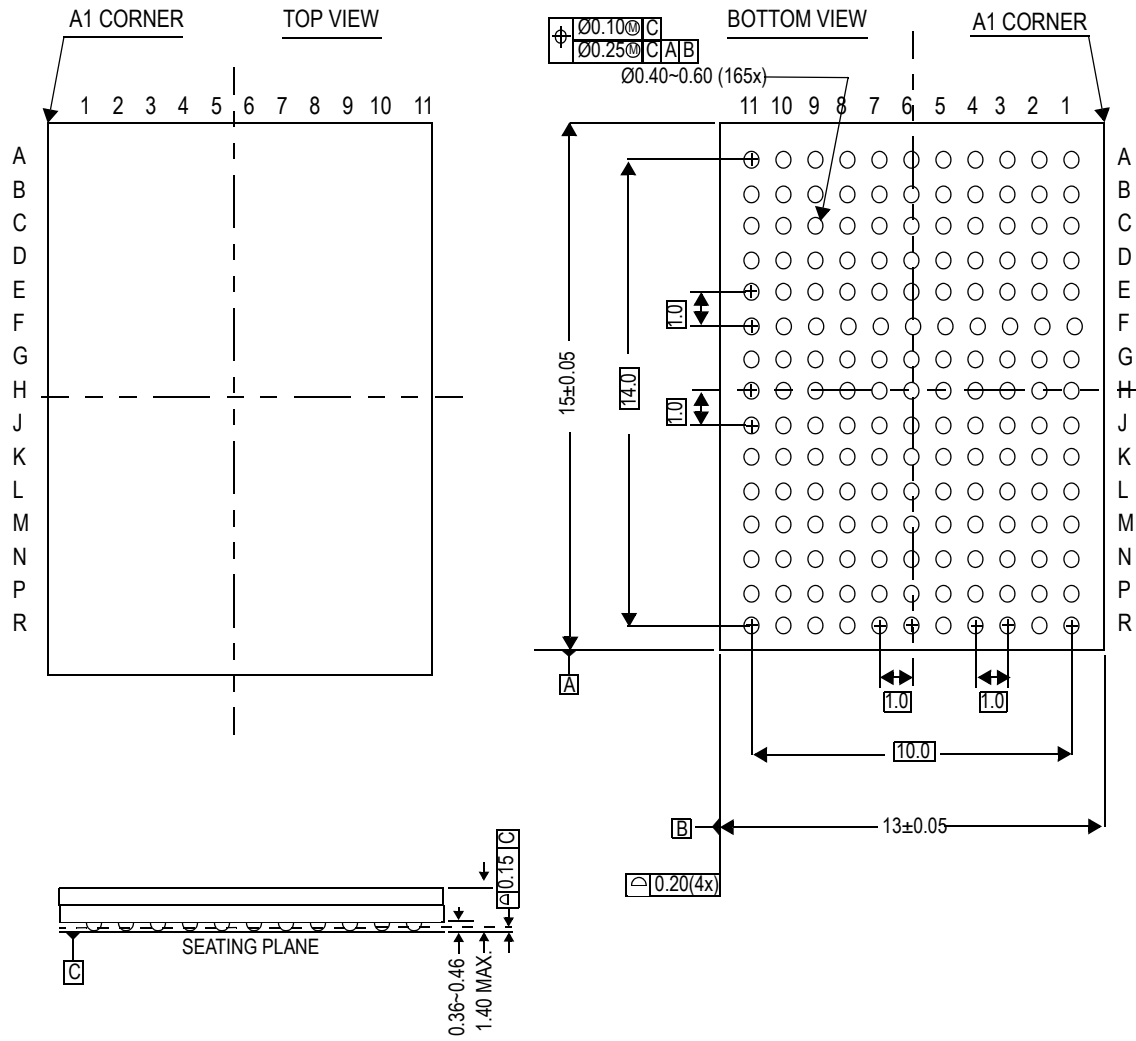 A1 CORNER
TOP VIEW
1 2 3 4 5 6 7 8 9 10 11
A
B
C
D
E
F
G
H
J
K
L
M
N
P
R
Ø0.10Ⓜ C
Ø0.25Ⓜ C A B
Ø0.40~0.60 (165x)
BOTTOM VIEW
A1 CORNER
11 10 9 8 7 6 5 4 3 2 1
A
B
C
D
E
F
G
H
J
K
L
M
N
P
R
15±0.05
14.0
1.0
1.0
A
1.0
1.0
10.0
B
13±0.05
0.20(4x)
0.15 C
SEATING PLANE
C
0.36~0.46
1.40 MAX.